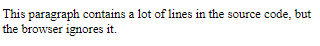 This paragraph contains a lot of lines in the source code, but
the browser ignores it.